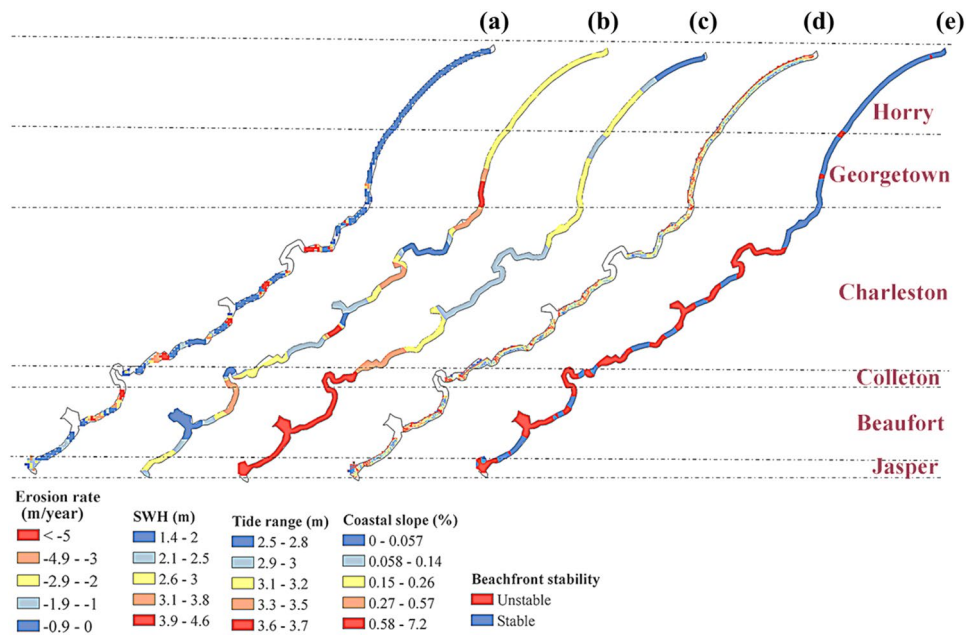 (a) (b) (c) (d) (e)
Horry
Georgetown
Charleston
Colleton
Beaufort
Jasper
Erosion rate
(m/year)
< -5
-4.9 - -3
-2.9 - -2
-1.9 - -1
-0.9 - 0
SWH (m)
1.4 - 2
2.1 - 2.5
2.6 - 3
3.1 - 3.8
3.9 - 4.6
Tide range (m)
2.5 - 2.8
2.9 - 3
3.1 - 3.2
3.3 - 3.5
3.6 - 3.7
Coastal slope (%)
0 - 0.057
0.058 - 0.14
0.15 - 0.26
0.27 - 0.57
0.58 - 7.2
Beachfront stability
Unstable
Stable